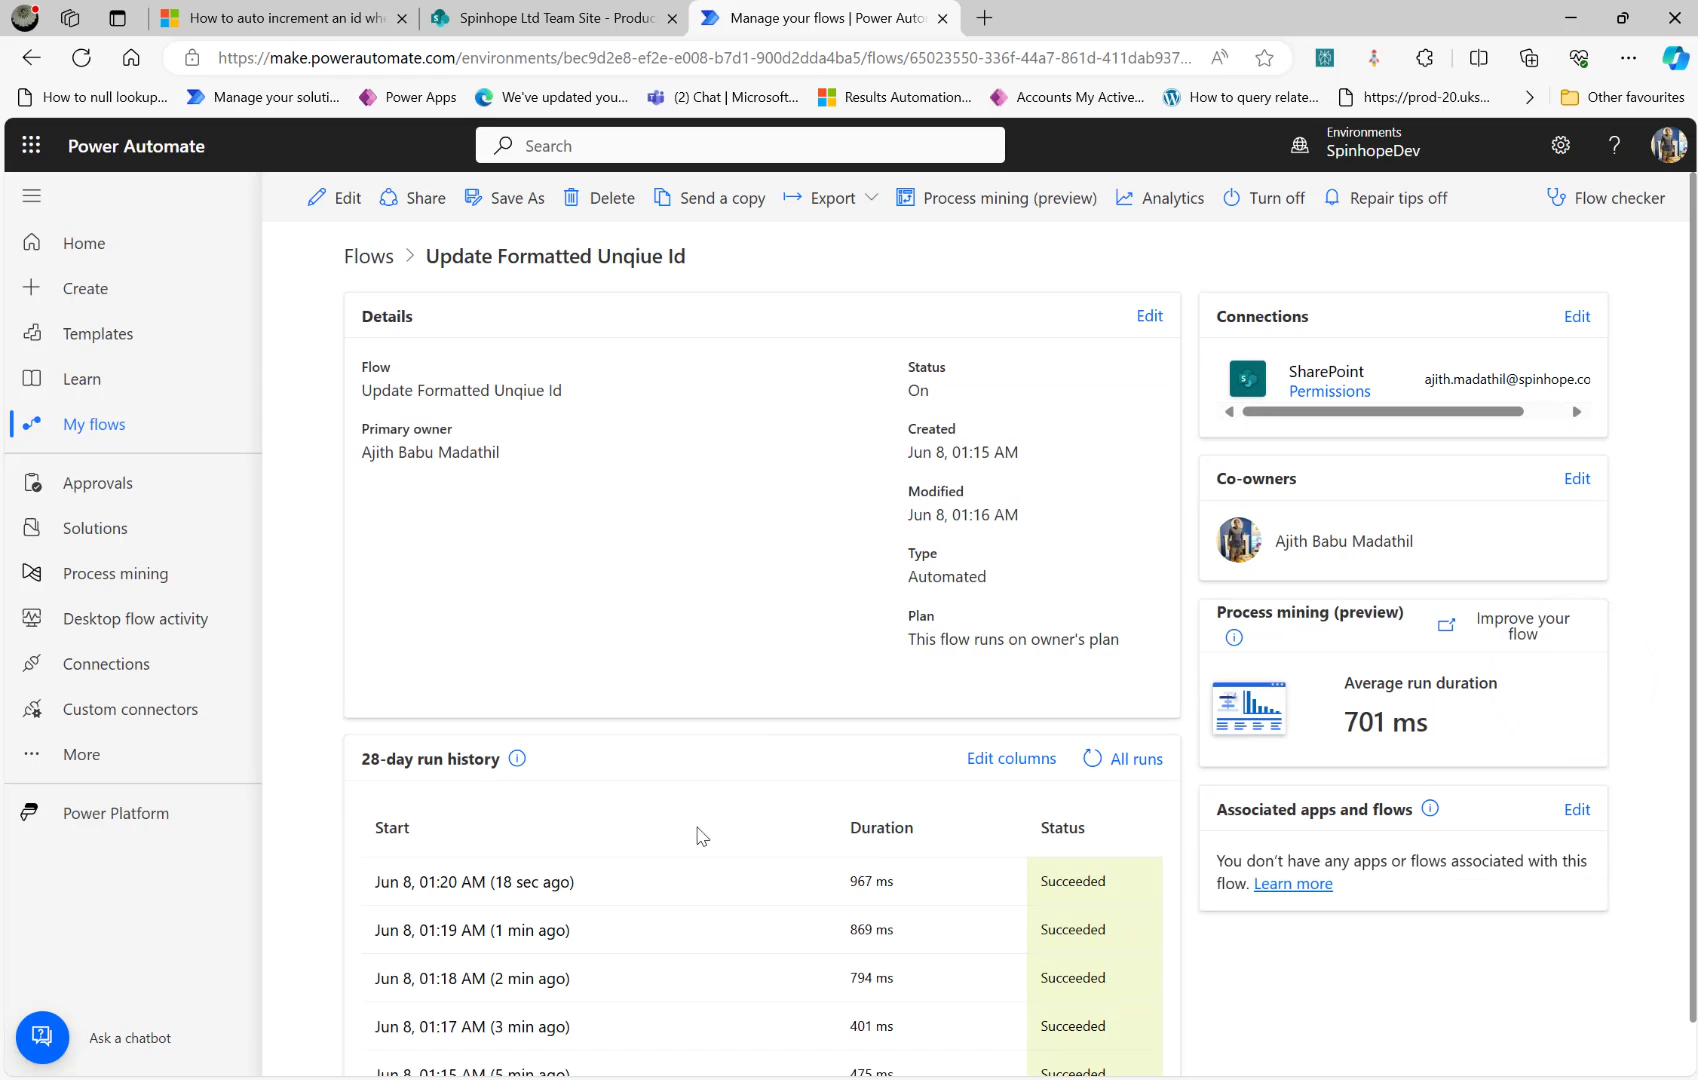 How to auto increment an id whe
Spinhope Ltd Team Site - Produc
Manage your flows | Power Auto
https://make.powerautomate.com/environments/bec9d2e8-ef2e-e008-b7d1-900d2dda4ba5/flows/65023550-336f-44a7-861d-411dab937...
How to null lookup...
Manage your soluti...
Power Apps
We've updated you...
(2) Chat | Microsoft...
Results Automation...
Accounts My Active...
How to query relate...
https://prod-20.uks...
Other favourites
Power Automate
Search
Environments
SpinhopeDev
Edit
Share
Save As
Delete
Send a copy
Export
Process mining (preview)
Analytics
Turn off
Repair tips off
Flow checker
Home
Create
Templates
Learn
My flows
Approvals
Solutions
Process mining
Desktop flow activity
Connections
Custom connectors
More
Power Platform
Ask a chatbot
Flows > Update Formatted Unqiue Id
Details
Edit
Flow
Update Formatted Unqiue Id
Primary owner
Ajith Babu Madathil
Status
On
Created
Jun 8, 01:15 AM
Modified
Jun 8, 01:16 AM
Type
Automated
Plan
This flow runs on owner's plan
28-day run history
Edit columns
All runs
Start Duration Status
Jun 8, 01:20 AM (18 sec ago) 967 ms Succeeded
Jun 8, 01:19 AM (1 min ago) 869 ms Succeeded
Jun 8, 01:18 AM (2 min ago) 794 ms Succeeded
Jun 8, 01:17 AM (3 min ago) 401 ms Succeeded
Jun 8, 01:15 AM (5 min ago) 475 ms Succeeded
Connections
Edit
SharePoint
Permissions
ajith.madathil@spinhope.co
Co-owners
Edit
Ajith Babu Madathil
Process mining (preview)
Improve your
flow
Average run duration
701 ms
Associated apps and flows
Edit
You don't have any apps or flows associated with this
flow. Learn more